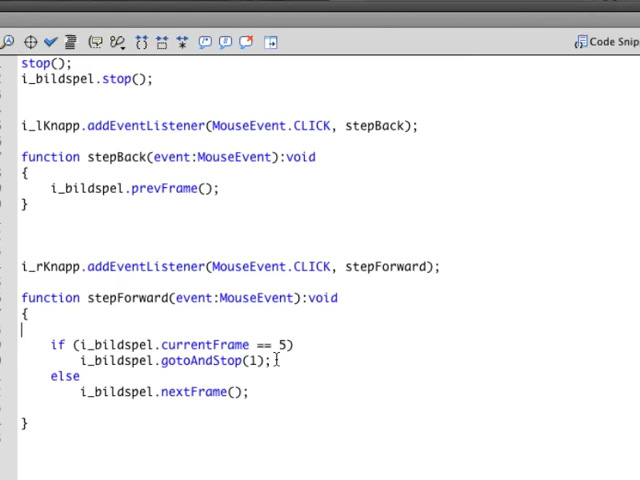 Code Snip
stop();
i_bildspel.stop();
i_lKnapp.addEventListener(MouseEvent.CLICK, stepBack);
function stepBack(event:MouseEvent):void
{
i_bildspel.prevFrame();
}
i_rKnapp.addEventListener(MouseEvent.CLICK, stepForward);
function stepForward(event:MouseEvent):void
{
if (i_bildspel.currentFrame == 5)
i_bildspel.gotoAndStop(1);
else
i_bildspel.nextFrame();
}